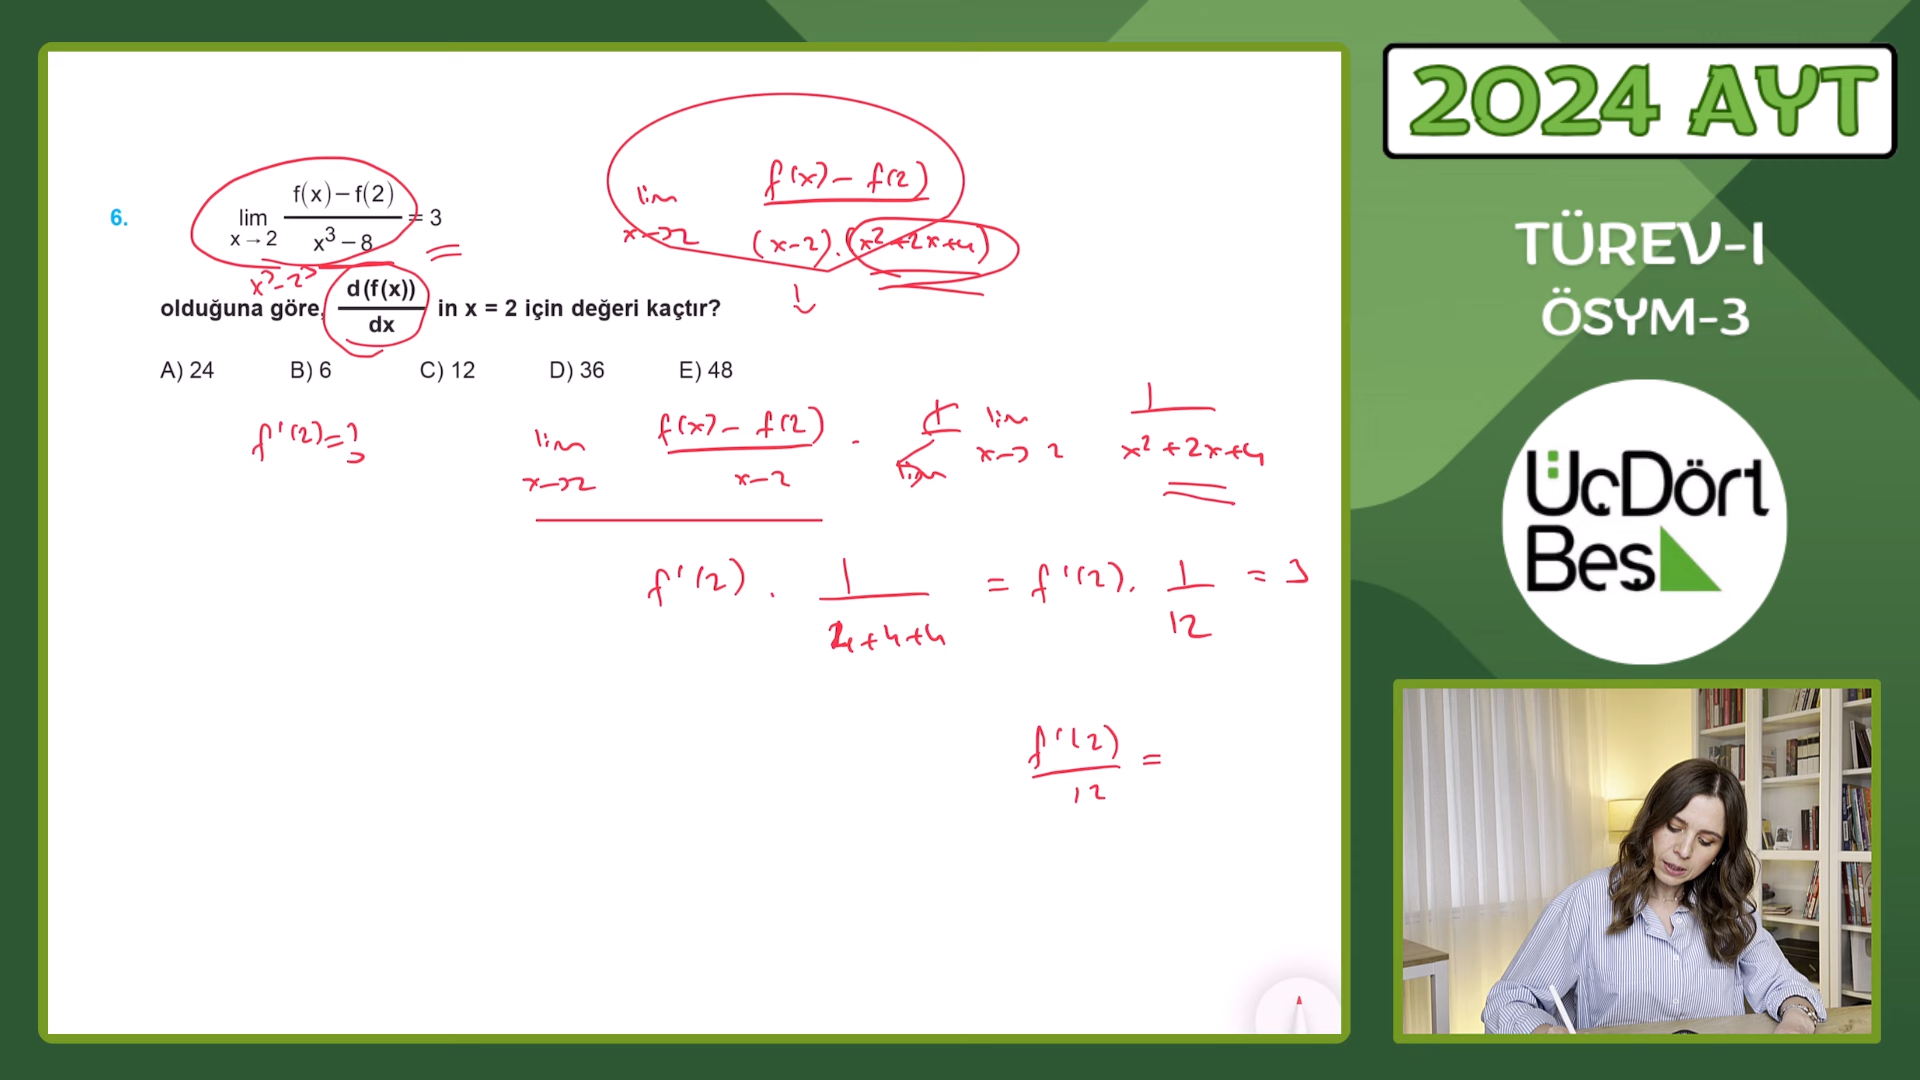 2024 AYT
TÜREV-I
ÖSYM-3
ÜçDört
Beş
6. lim x→2 f(x) – f(2) / x³ – 8 = 3
x³-2³
olduğuna göre, d(f(x)) / dx in x = 2 için değeri kaçtır?
A) 24 B) 6 C) 12 D) 36 E) 48
lim x→2 f(x) - f(2) / (x-2).(x²+2x+4)
f'(2)=?
lim x→2 f(x) - f(2) / x-2 . lim x→2 1 / x²+2x+4
f'(2) . 1 / 4+4+4 = f'(2). 1 / 12 = 3
f'(2) / 12 =